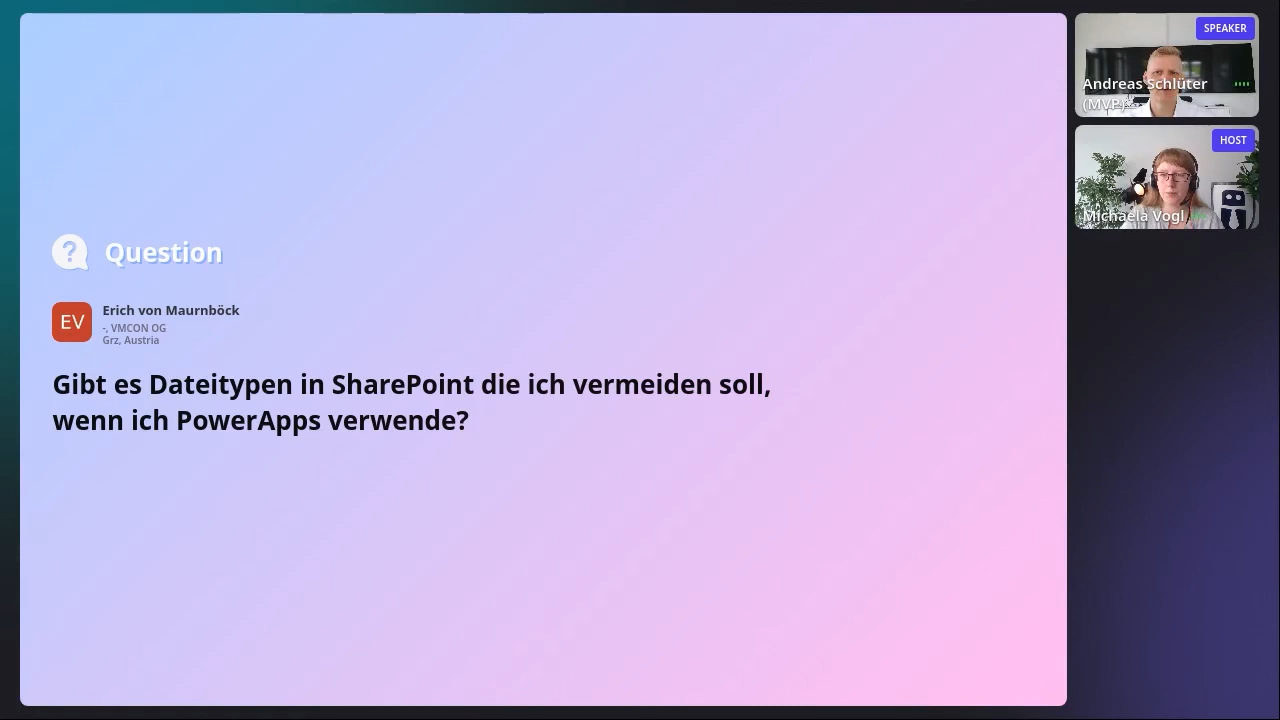 Question
EV
Erich von Maurnböck
-, VMCON OG
Grz, Austria
Gibt es Dateitypen in SharePoint die ich vermeiden soll,
wenn ich PowerApps verwende?
SPEAKER
Andreas Schlüter
(MVP)
HOST
Michaela Vogl